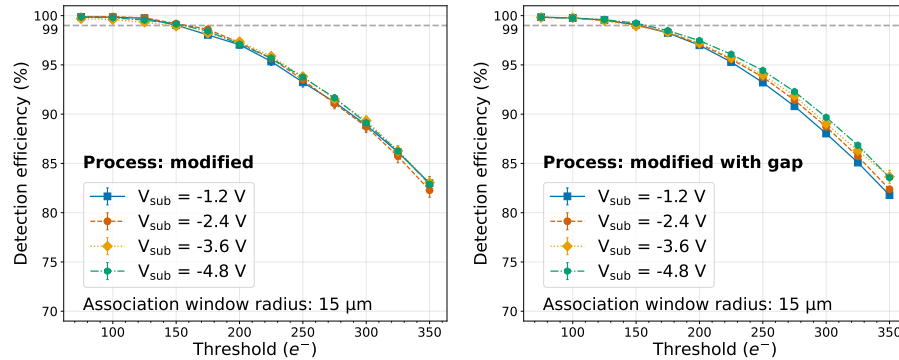 100
99
95
90
85
80
75
70
Detection efficiency (%)
Process: modified
V_sub = -1.2 V
V_sub = -2.4 V
V_sub = -3.6 V
V_sub = -4.8 V
Association window radius: 15 μm
100 150 200 250 300 350
Threshold (e⁻)
100
99
95
90
85
80
75
70
Detection efficiency (%)
Process: modified with gap
V_sub = -1.2 V
V_sub = -2.4 V
V_sub = -3.6 V
V_sub = -4.8 V
Association window radius: 15 μm
100 150 200 250 300 350
Threshold (e⁻)